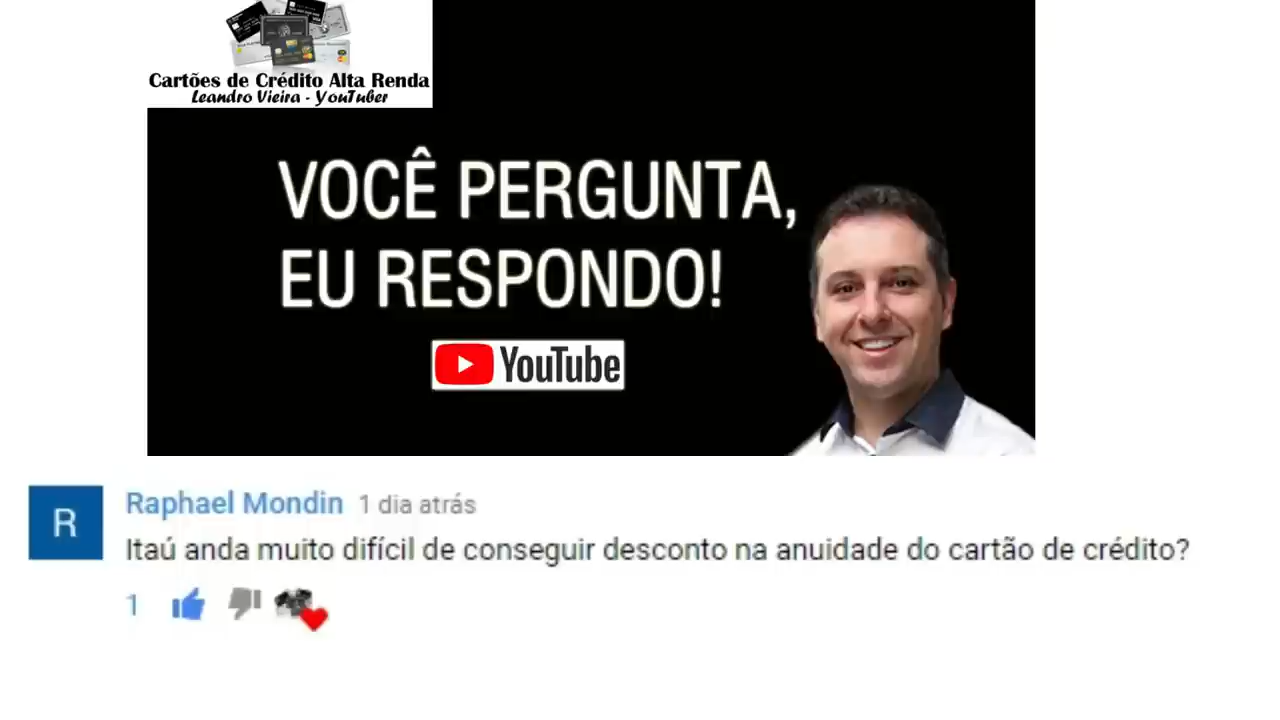 Cartões de Crédito Alta Renda
Leandro Vieira - YouTuber
VOCÊ PERGUNTA,
EU RESPONDO!
YouTube
R
Raphael Mondin 1 dia atrás
Itaú anda muito difícil de conseguir desconto na anuidade do cartão de crédito?
1